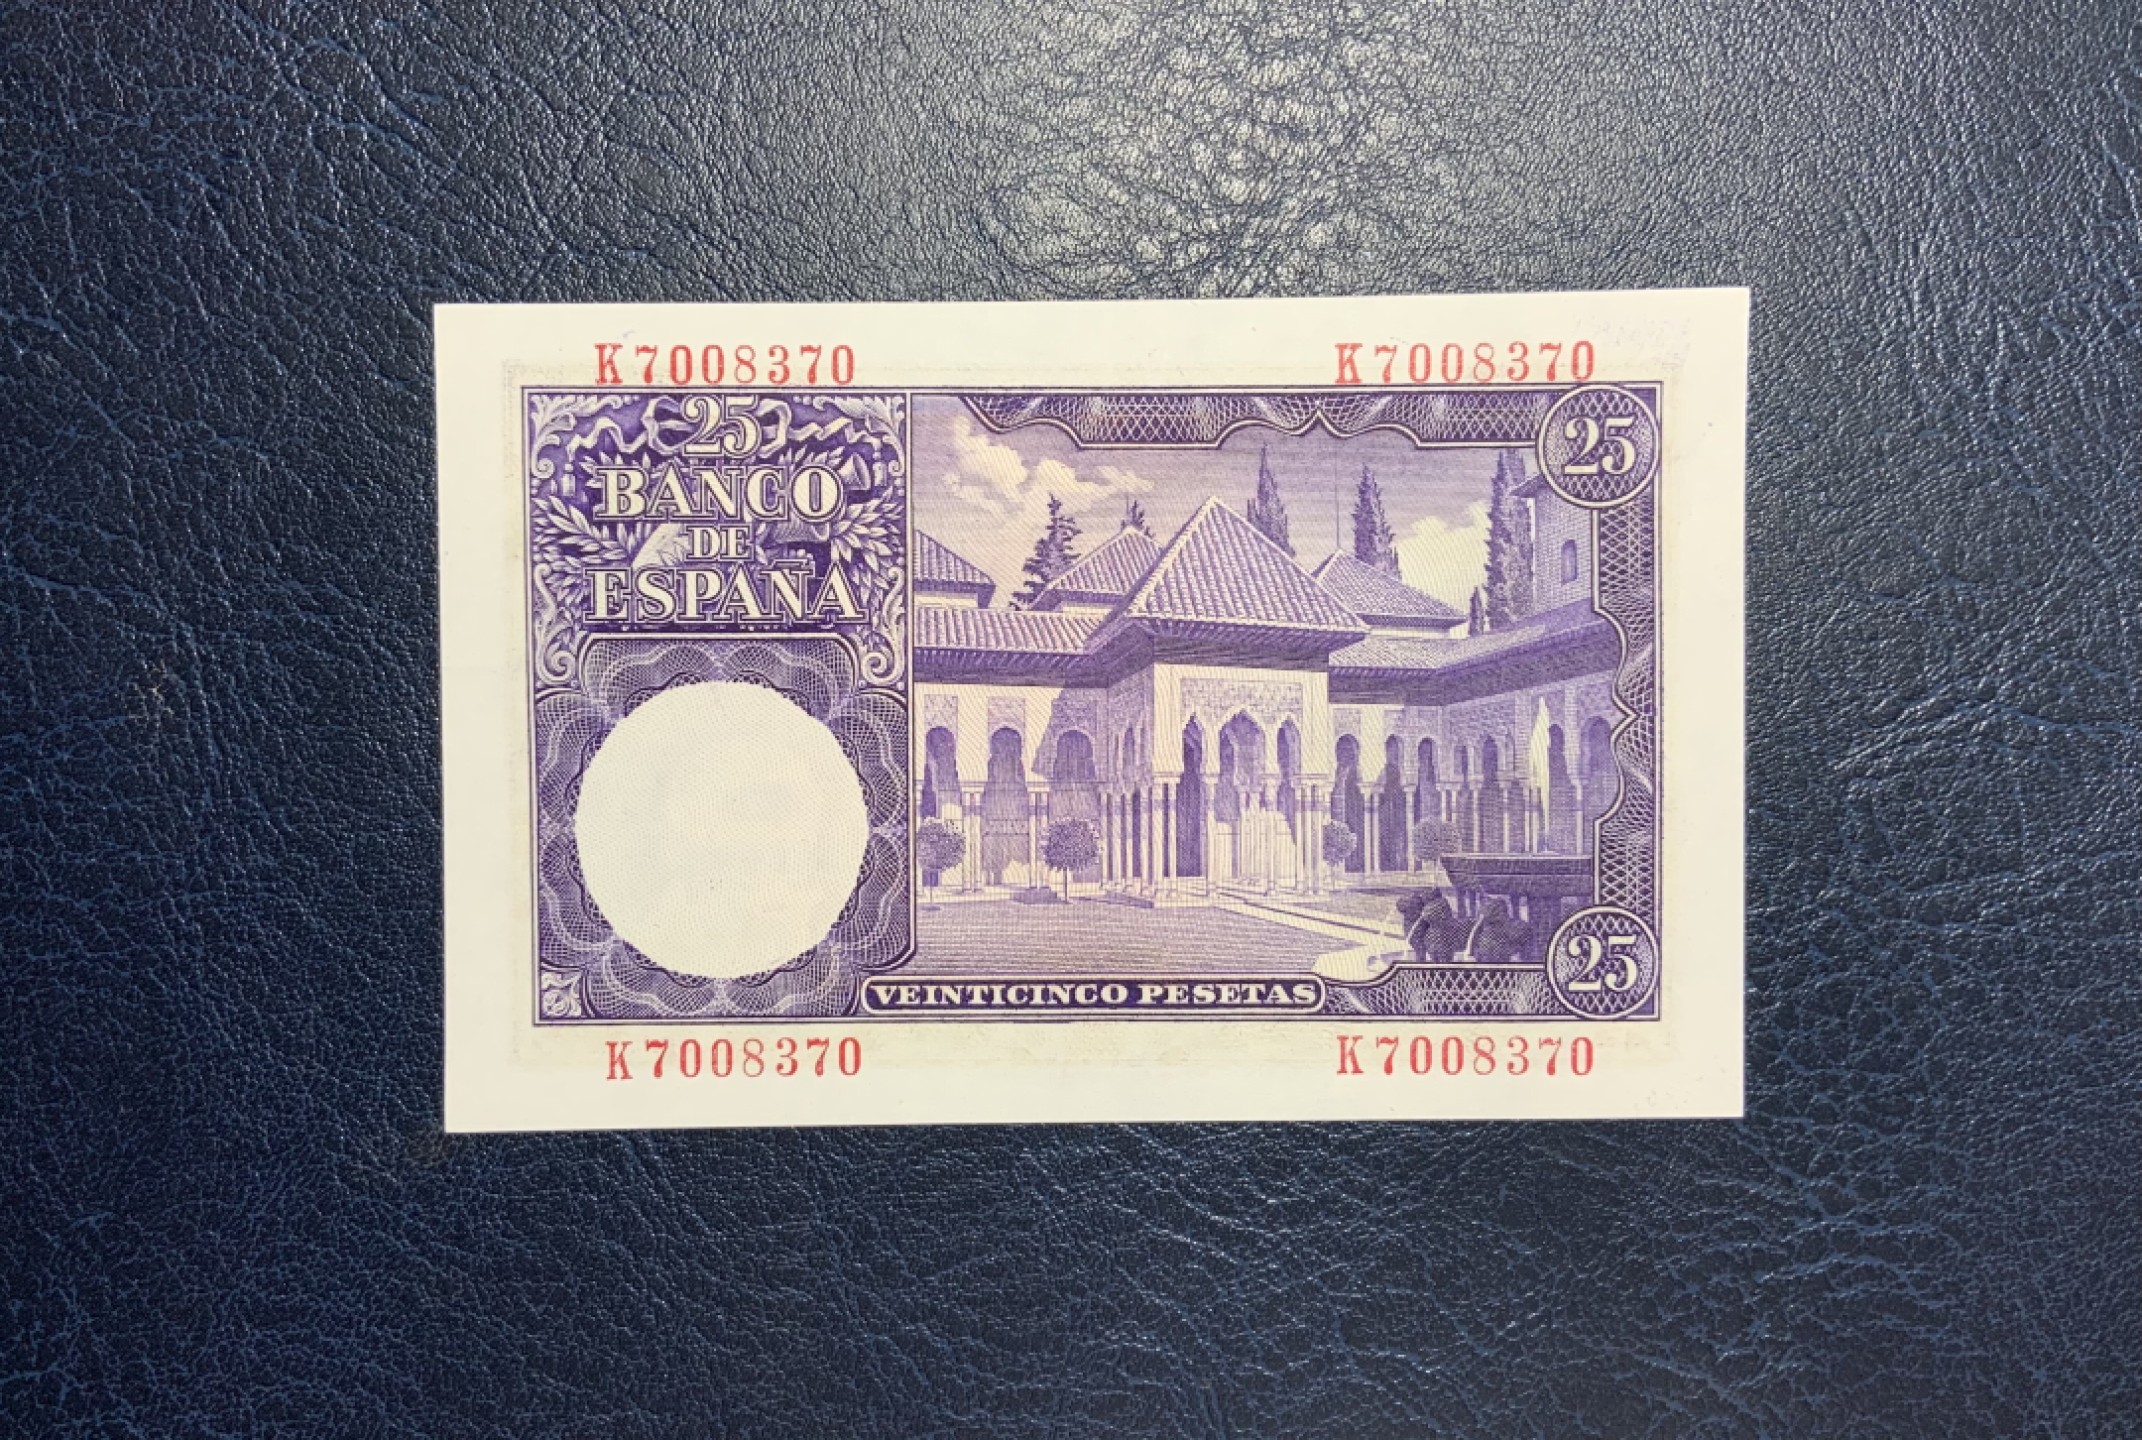 K7008370 K7008370
25 25
BANCO
DE
ESPAÑA
25
VEINTICINCO PESETAS
K7008370 K7008370